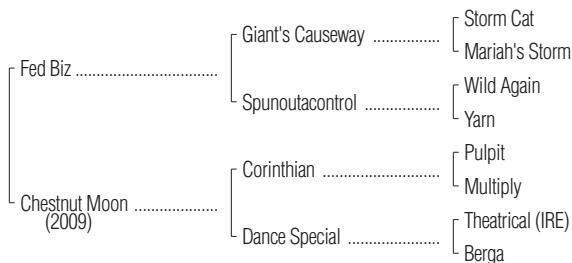 Storm Cat
Giant's Causeway ................
Mariah's Storm
Fed Biz ..................................
Wild Again
Spunoutacontrol ..................
Yarn
Pulpit
Corinthian ............................
Multiply
Chestnut Moon ....................
(2009)
Theatrical (IRE)
Dance Special ......................
Berga